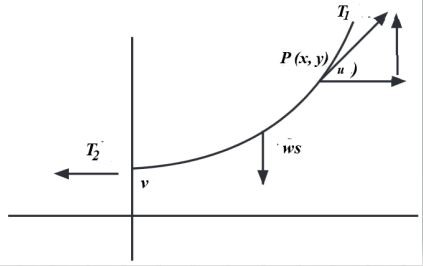 T1
P (x, y)
u )
T2
ws
v